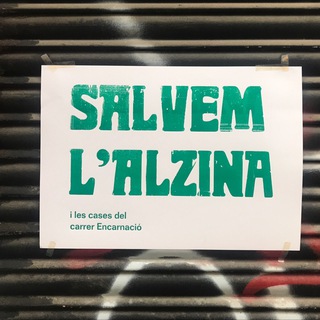 SALVEM
L'ALZINA
i les cases del
carrer Encarnació